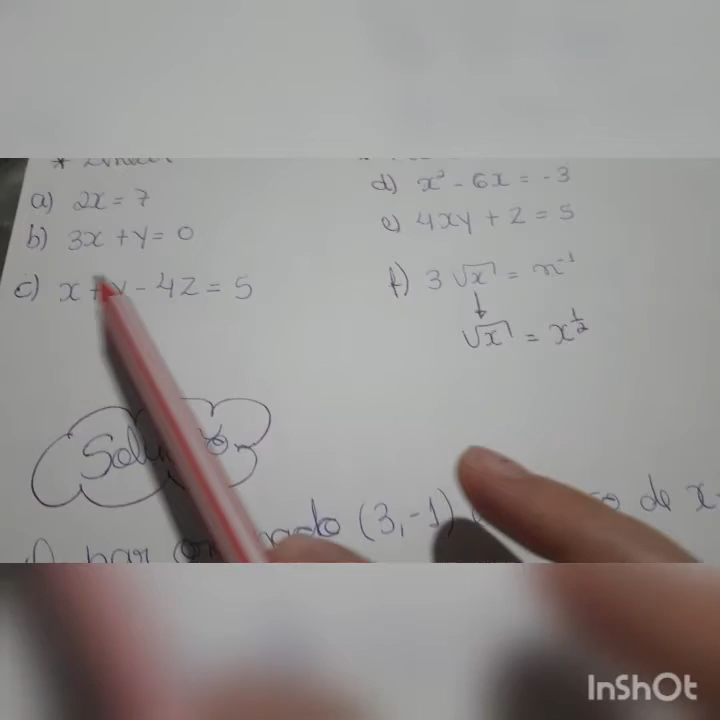 a) 2x = 7
b) 3x + y = 0
c) x + y - 4z = 5
d) x² - 6x = -3
e) 4xy + z = 5
f) 3 √x = x⁻¹
↓
√x = x^½
(3, -1) de x
InShOt